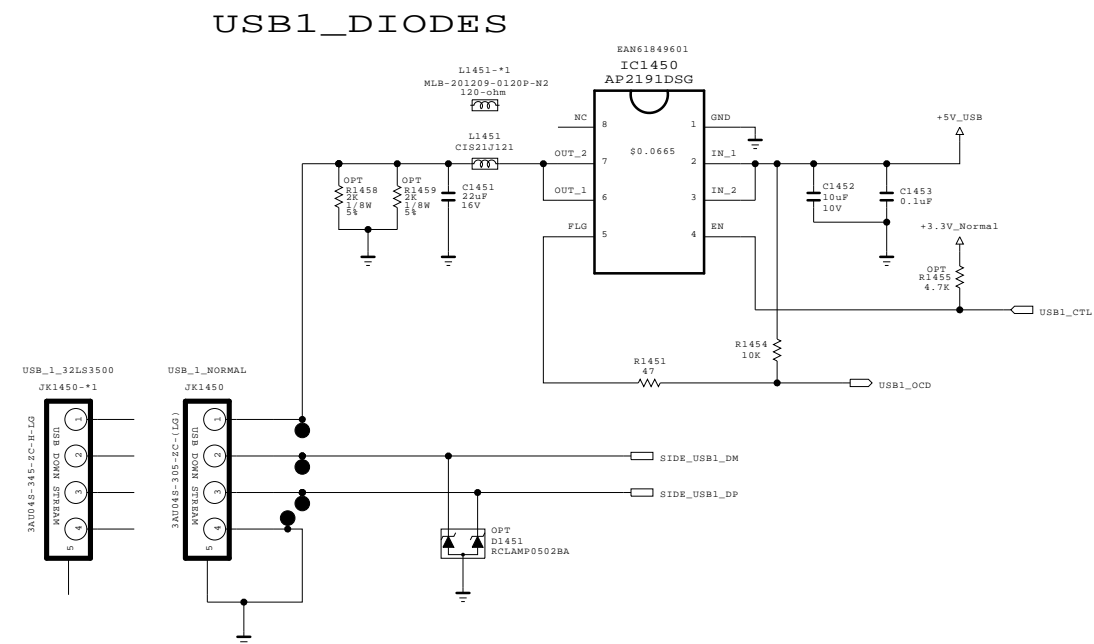 USB1_DIODES
EAN61849601
IC1450
AP2191DSG
L1451-*1
MLB-201209-0120P-N2
120-ohm
NC
8
1
GND
+5V_USB
L1451
CIS21J121
OUT_2
7
$0.0665
2
IN_1
OUT_1
6
3
IN_2
FLG
5
4
EN
OPT
R1458
2K
1/8W
5%
OPT
R1459
2K
1/8W
5%
C1451
22uF
16V
C1452
10uF
10V
C1453
0.1uF
+3.3V_Normal
OPT
R1455
4.7K
USB1_CTL
R1454
10K
R1451
47
USB1_OCD
USB_1_32LS3500
JK1450-*1
3AU04S-345-ZC-H-LG
USB DOWN STREAM
1
2
3
4
5
USB_1_NORMAL
JK1450
3AU04S-305-ZC-(LG)
USB DOWN STREAM
1
2
3
4
5
SIDE_USB1_DM
SIDE_USB1_DP
OPT
D1451
RCLAMP0502BA